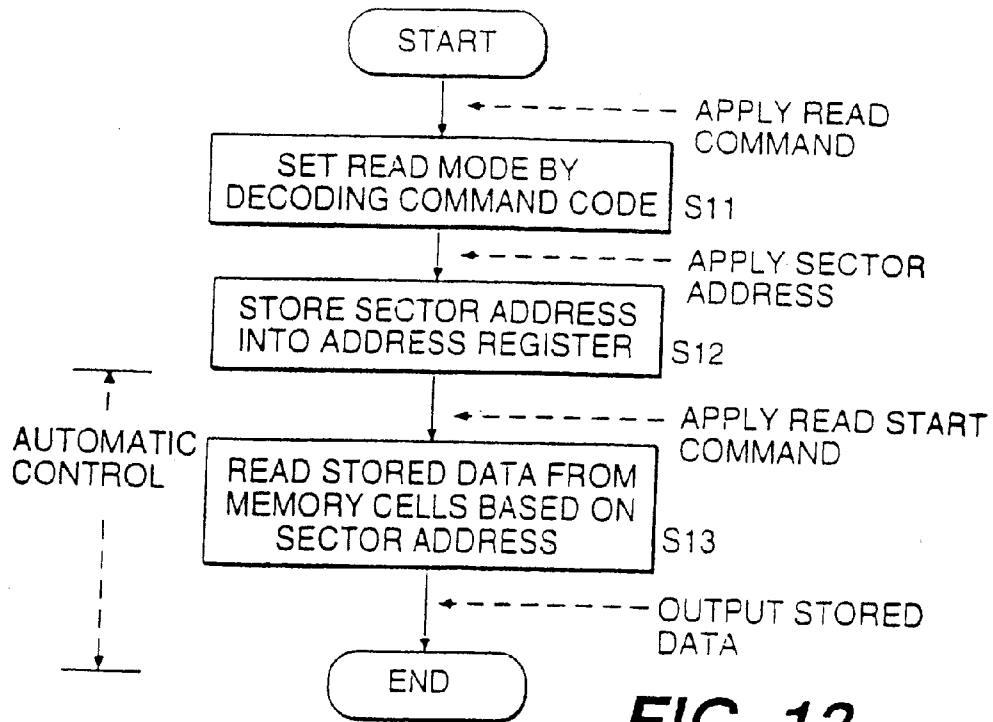 START
APPLY READ
COMMAND
SET READ MODE BY
DECODING COMMAND CODE
S11
APPLY SECTOR
ADDRESS
STORE SECTOR ADDRESS
INTO ADDRESS REGISTER
S12
APPLY READ START
COMMAND
AUTOMATIC
CONTROL
READ STORED DATA FROM
MEMORY CELLS BASED ON
SECTOR ADDRESS
S13
OUTPUT STORED
DATA
END
FIG. 12